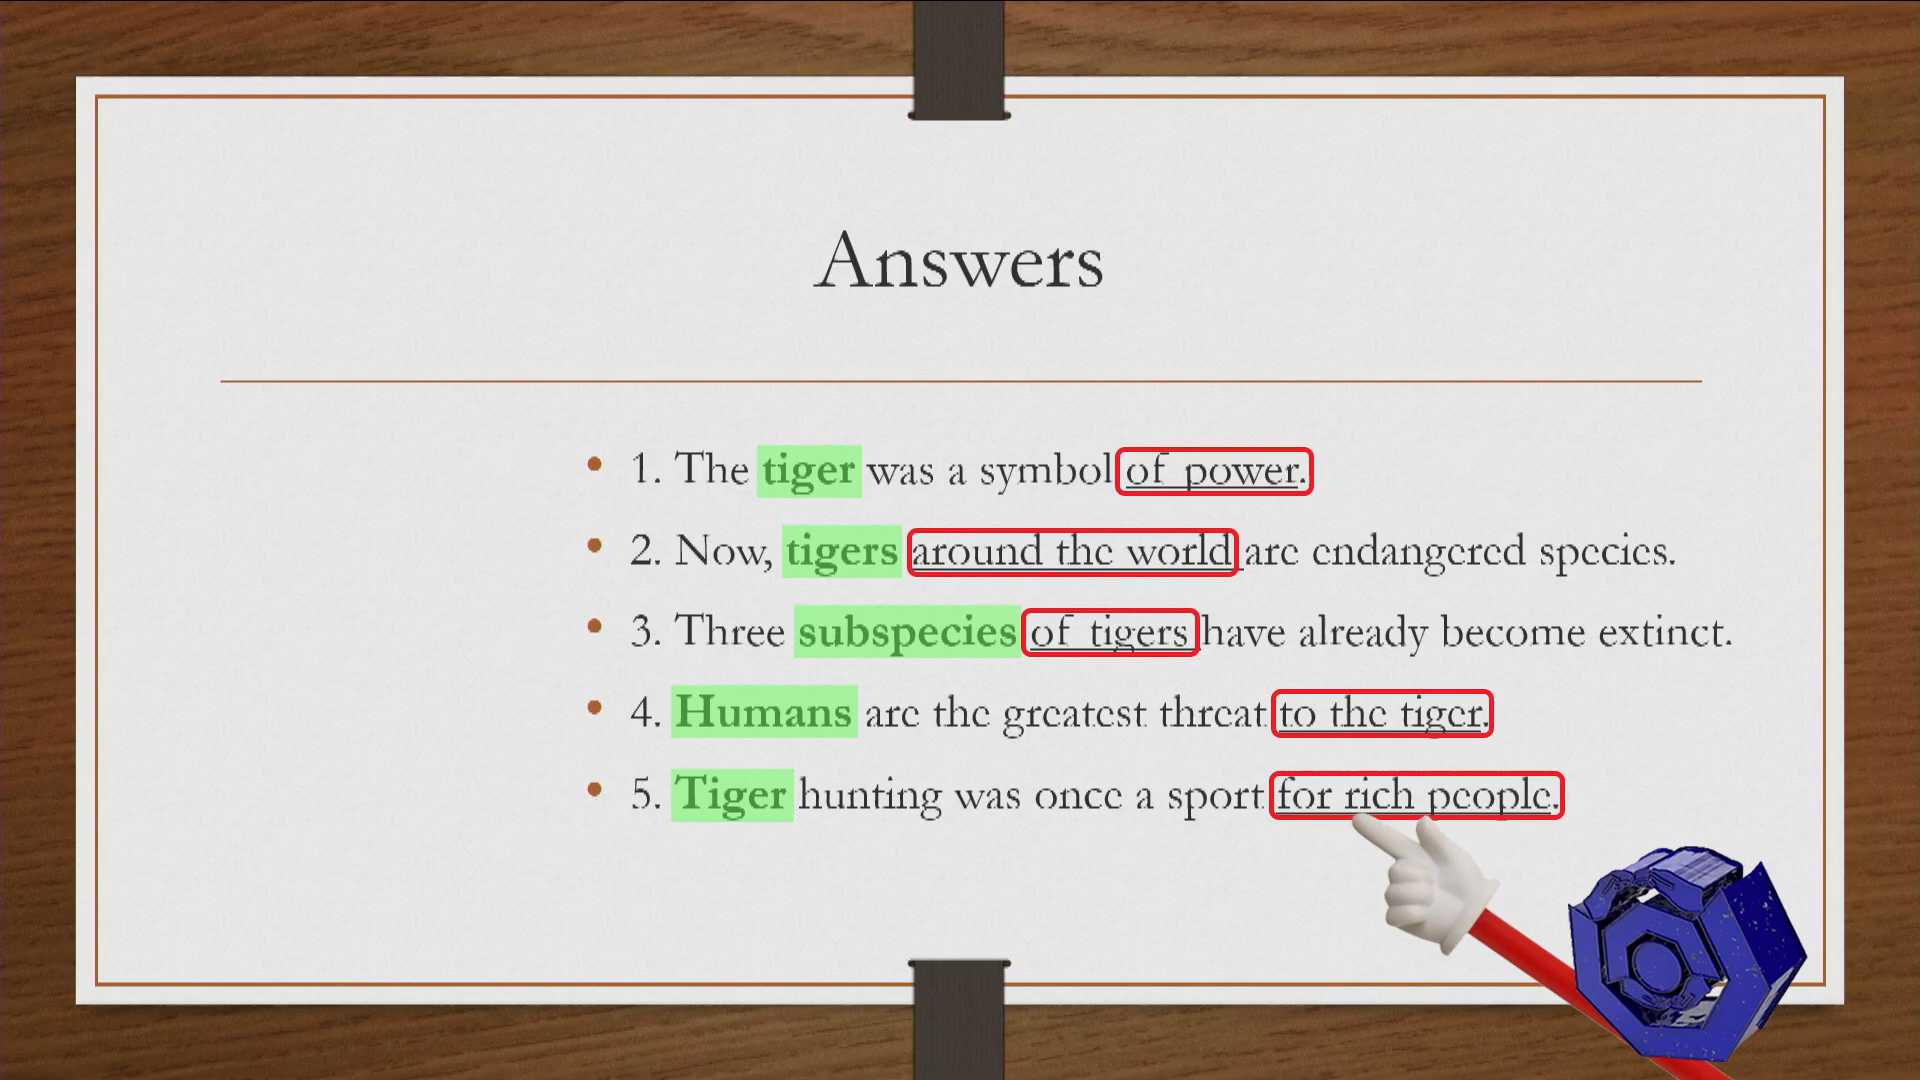 Answers
• 1. The tiger was a symbol of power.
• 2. Now, tigers around the world are endangered species.
• 3. Three subspecies of tigers have already become extinct.
• 4. Humans are the greatest threat to the tiger.
• 5. Tiger hunting was once a sport for rich people.